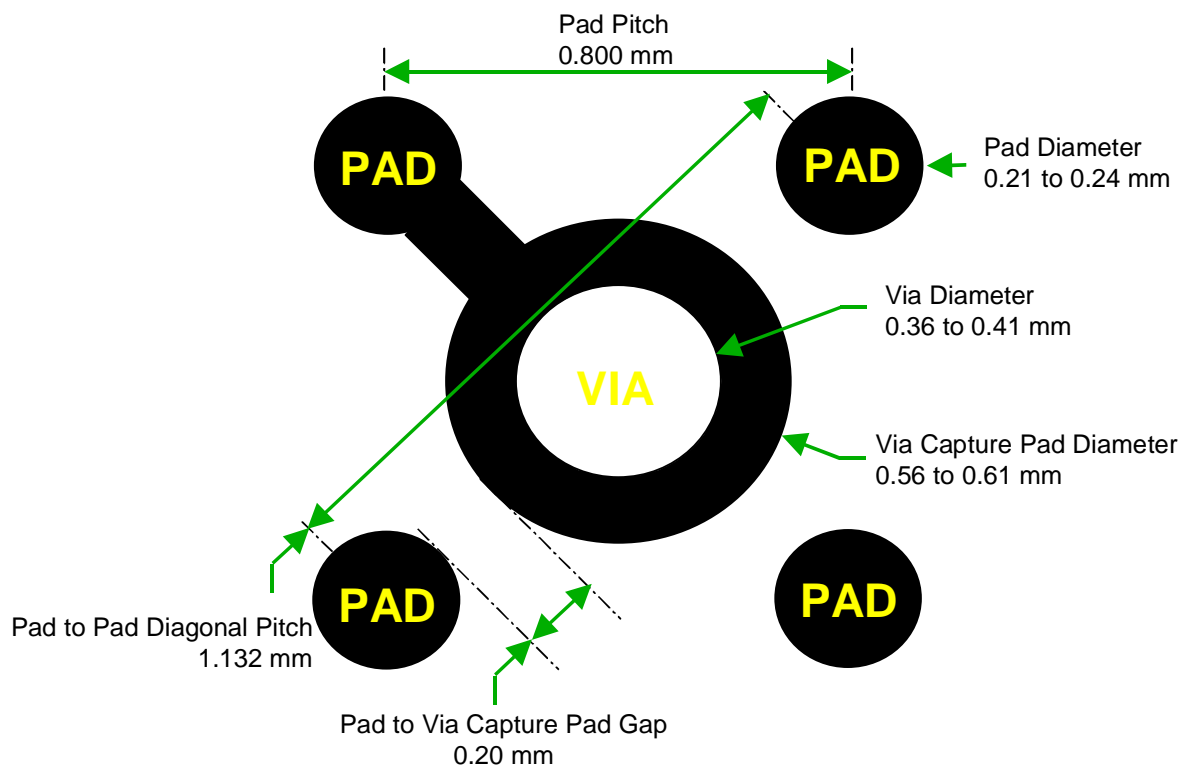 Pad Pitch
0.800 mm
PAD
PAD
Pad Diameter
0.21 to 0.24 mm
Via Diameter
0.36 to 0.41 mm
VIA
Via Capture Pad Diameter
0.56 to 0.61 mm
PAD
PAD
Pad to Pad Diagonal Pitch
1.132 mm
Pad to Via Capture Pad Gap
0.20 mm